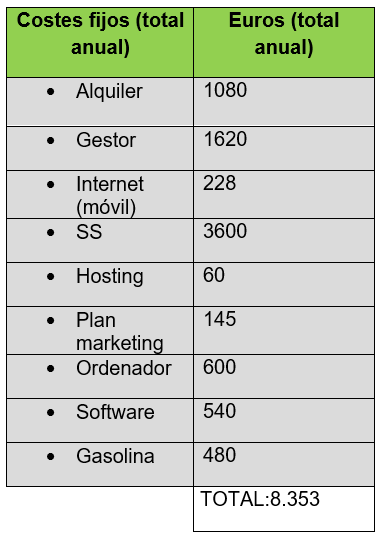 Costes fijos (total Euros (total
anual) anual)
• Alquiler 1080
• Gestor 1620
• Internet 228
(móvil)
• SS 3600
• Hosting 60
• Plan 145
marketing
• Ordenador 600
• Software 540
• Gasolina 480
TOTAL:8.353